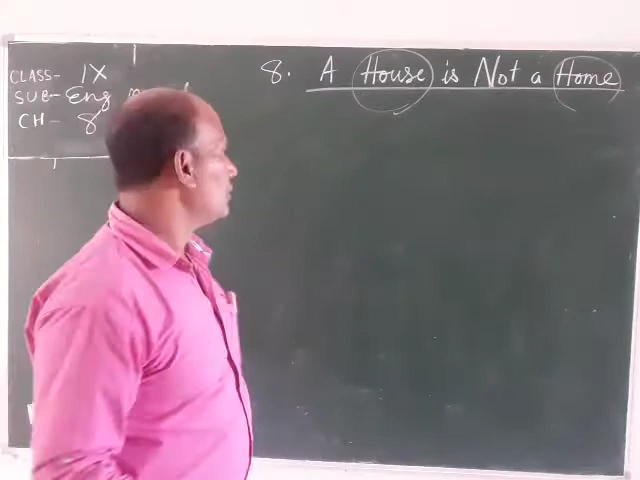 CLASS- IX
SUB- Eng
CH - 8
8. A House is Not a Home